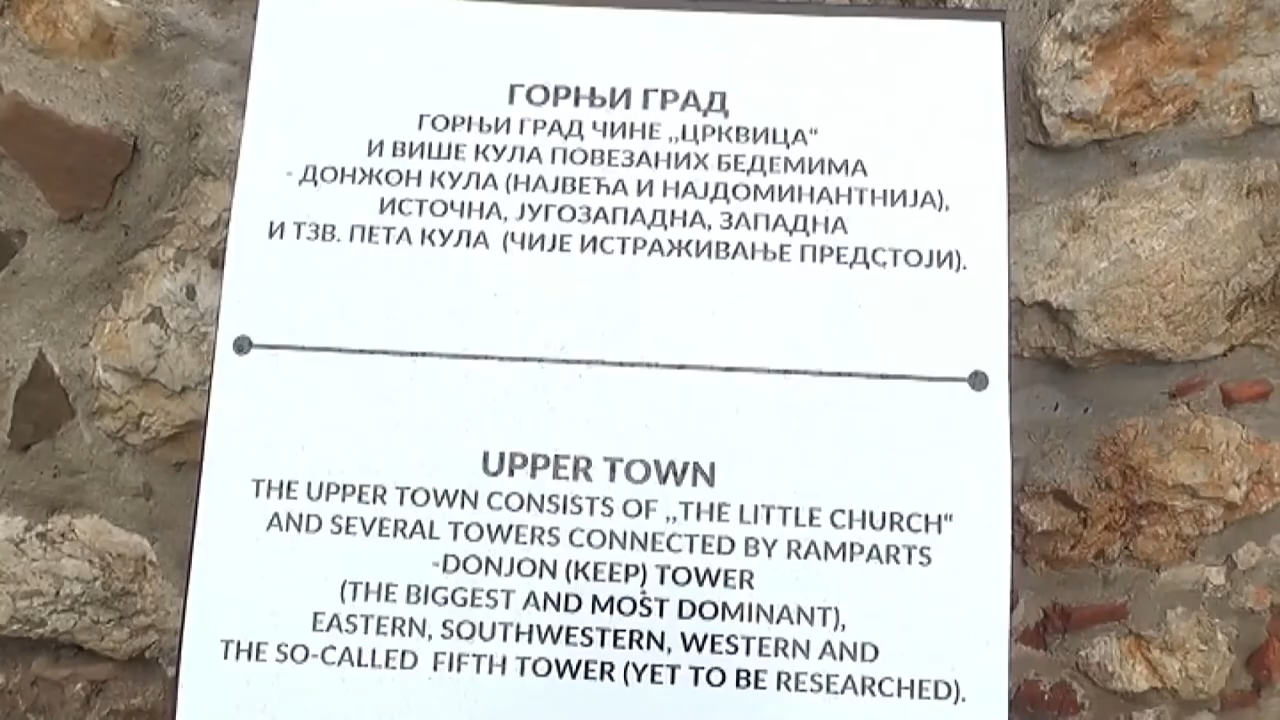 ГОРЊИ ГРАД
ГОРЊИ ГРАД ЧИНЕ „ЦРКВИЦА“
И ВИШЕ КУЛА ПОВЕЗАНИХ БЕДЕМИМА
- ДОНЖОН КУЛА (НАЈВЕЋА И НАЈДОМИНАНТНИЈА),
ИСТОЧНА, ЈУГОЗАПАДНА, ЗАПАДНА
И ТЗВ. ПЕТА КУЛА (ЧИЈЕ ИСТРАЖИВАЊЕ ПРЕДСТОЈИ).
UPPER TOWN
THE UPPER TOWN CONSISTS OF „THE LITTLE CHURCH“
AND SEVERAL TOWERS CONNECTED BY RAMPARTS
-DONJON (KEEP) TOWER
(THE BIGGEST AND MOST DOMINANT),
EASTERN, SOUTHWESTERN, WESTERN AND
THE SO-CALLED FIFTH TOWER (YET TO BE RESEARCHED).